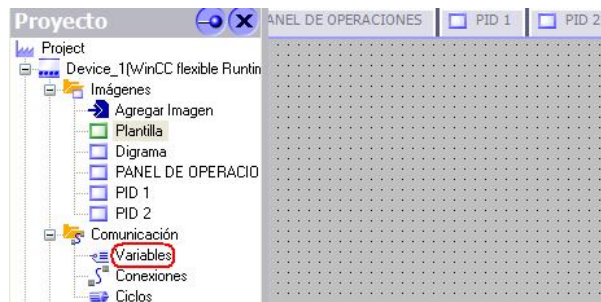 Proyecto
ANEL DE OPERACIONES
PID 1
PID 2
Project
Device_1(WinCC flexible Runtin
Imágenes
Agregar Imagen
Plantilla
Digrama
PANEL DE OPERACIO
PID 1
PID 2
Comunicación
Variables
Conexiones
Ciclos